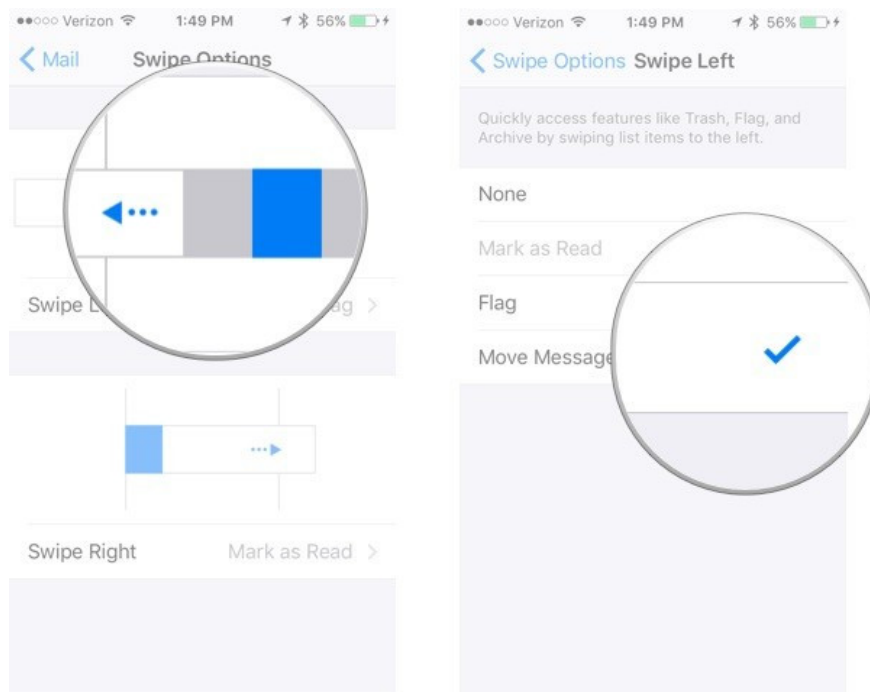 Verizon 1:49 PM 56%
Mail Swipe Options
Swipe L ag
Swipe Right Mark as Read
Verizon 1:49 PM 56%
Swipe Options Swipe Left
Quickly access features like Trash, Flag, and
Archive by swiping list items to the left.
None
Mark as Read
Flag
Move Message